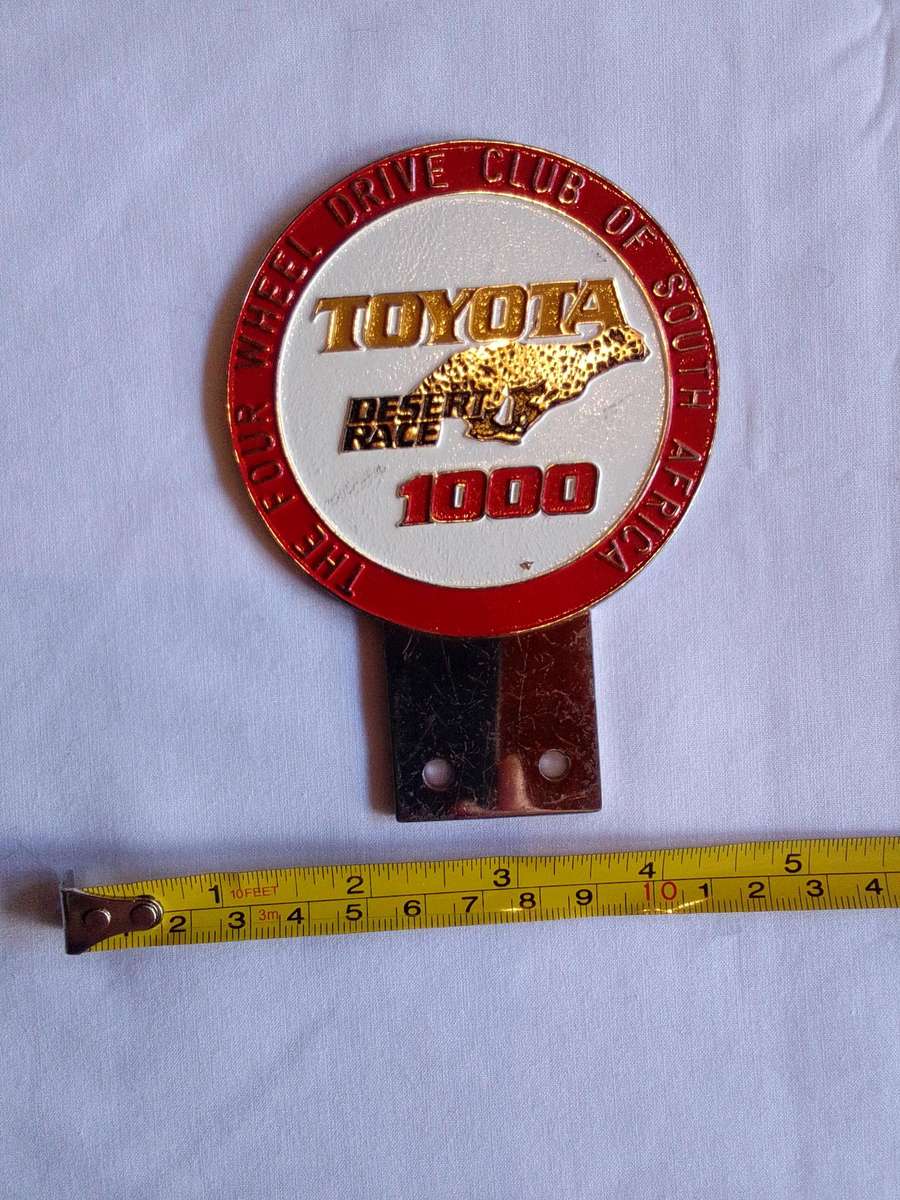 THE FOUR WHEEL DRIVE CLUB OF SOUTH AFRICA
TOYOTA
DESERT
RACE
1000
1 10FEET 2 3 4 5
2 3 3m 4 5 6 7 8 9 10 1 2 3 4